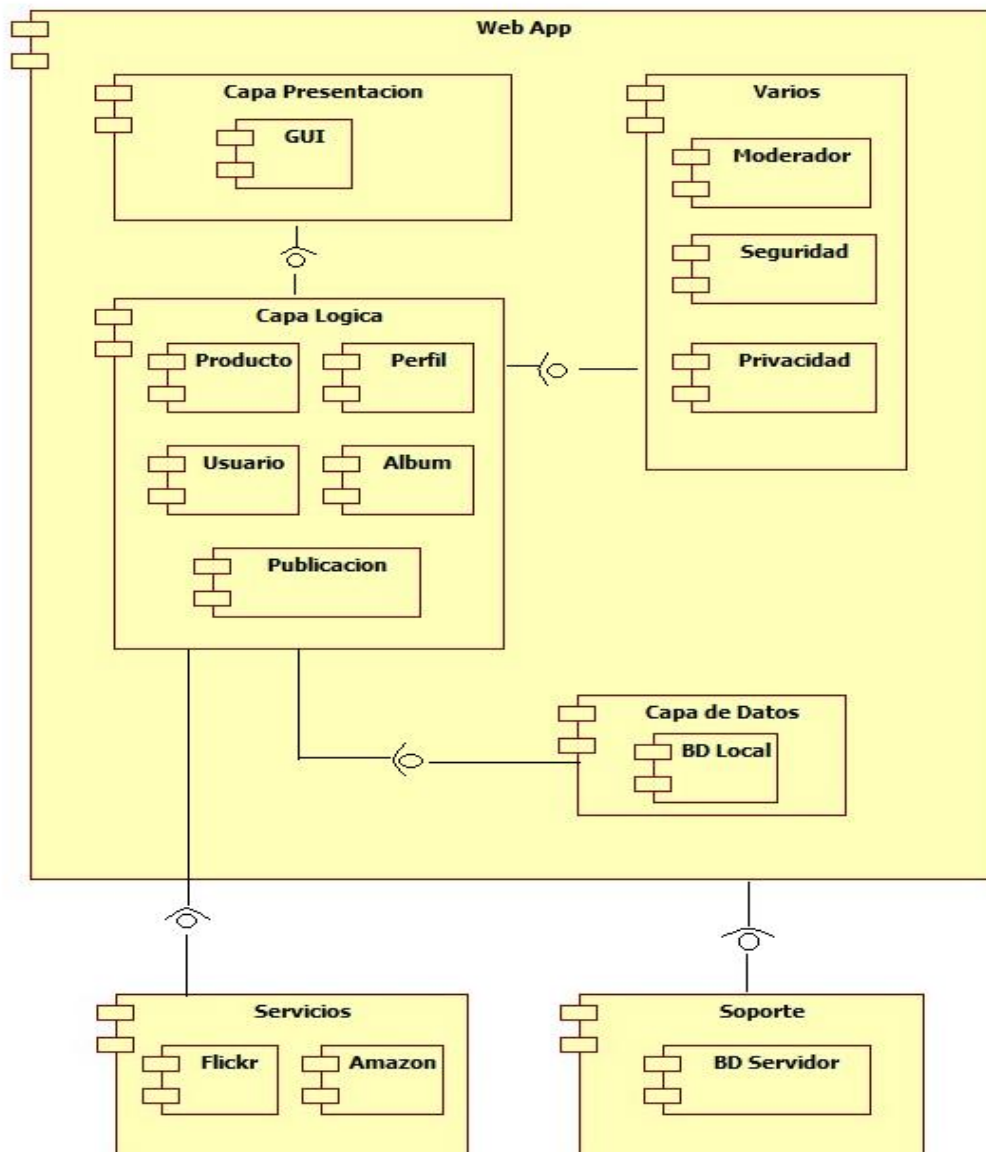 Web App
Capa Presentacion
GUI
Varios
Moderador
Seguridad
Privacidad
Capa Logica
Producto
Perfil
Usuario
Album
Publicacion
Capa de Datos
BD Local
Servicios
Flickr
Amazon
Soporte
BD Servidor